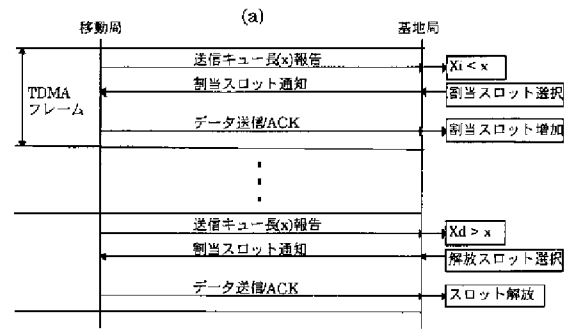 (a)
移動局
基地局
送信キュー長(x)報告
Xi < x
割当スロット通知
割当スロット選択
TDMA
フレーム
データ送信/ACK
割当スロット増加
送信キュー長(x)報告
Xd > x
割当スロット通知
解放スロット選択
データ送信/ACK
スロット解放